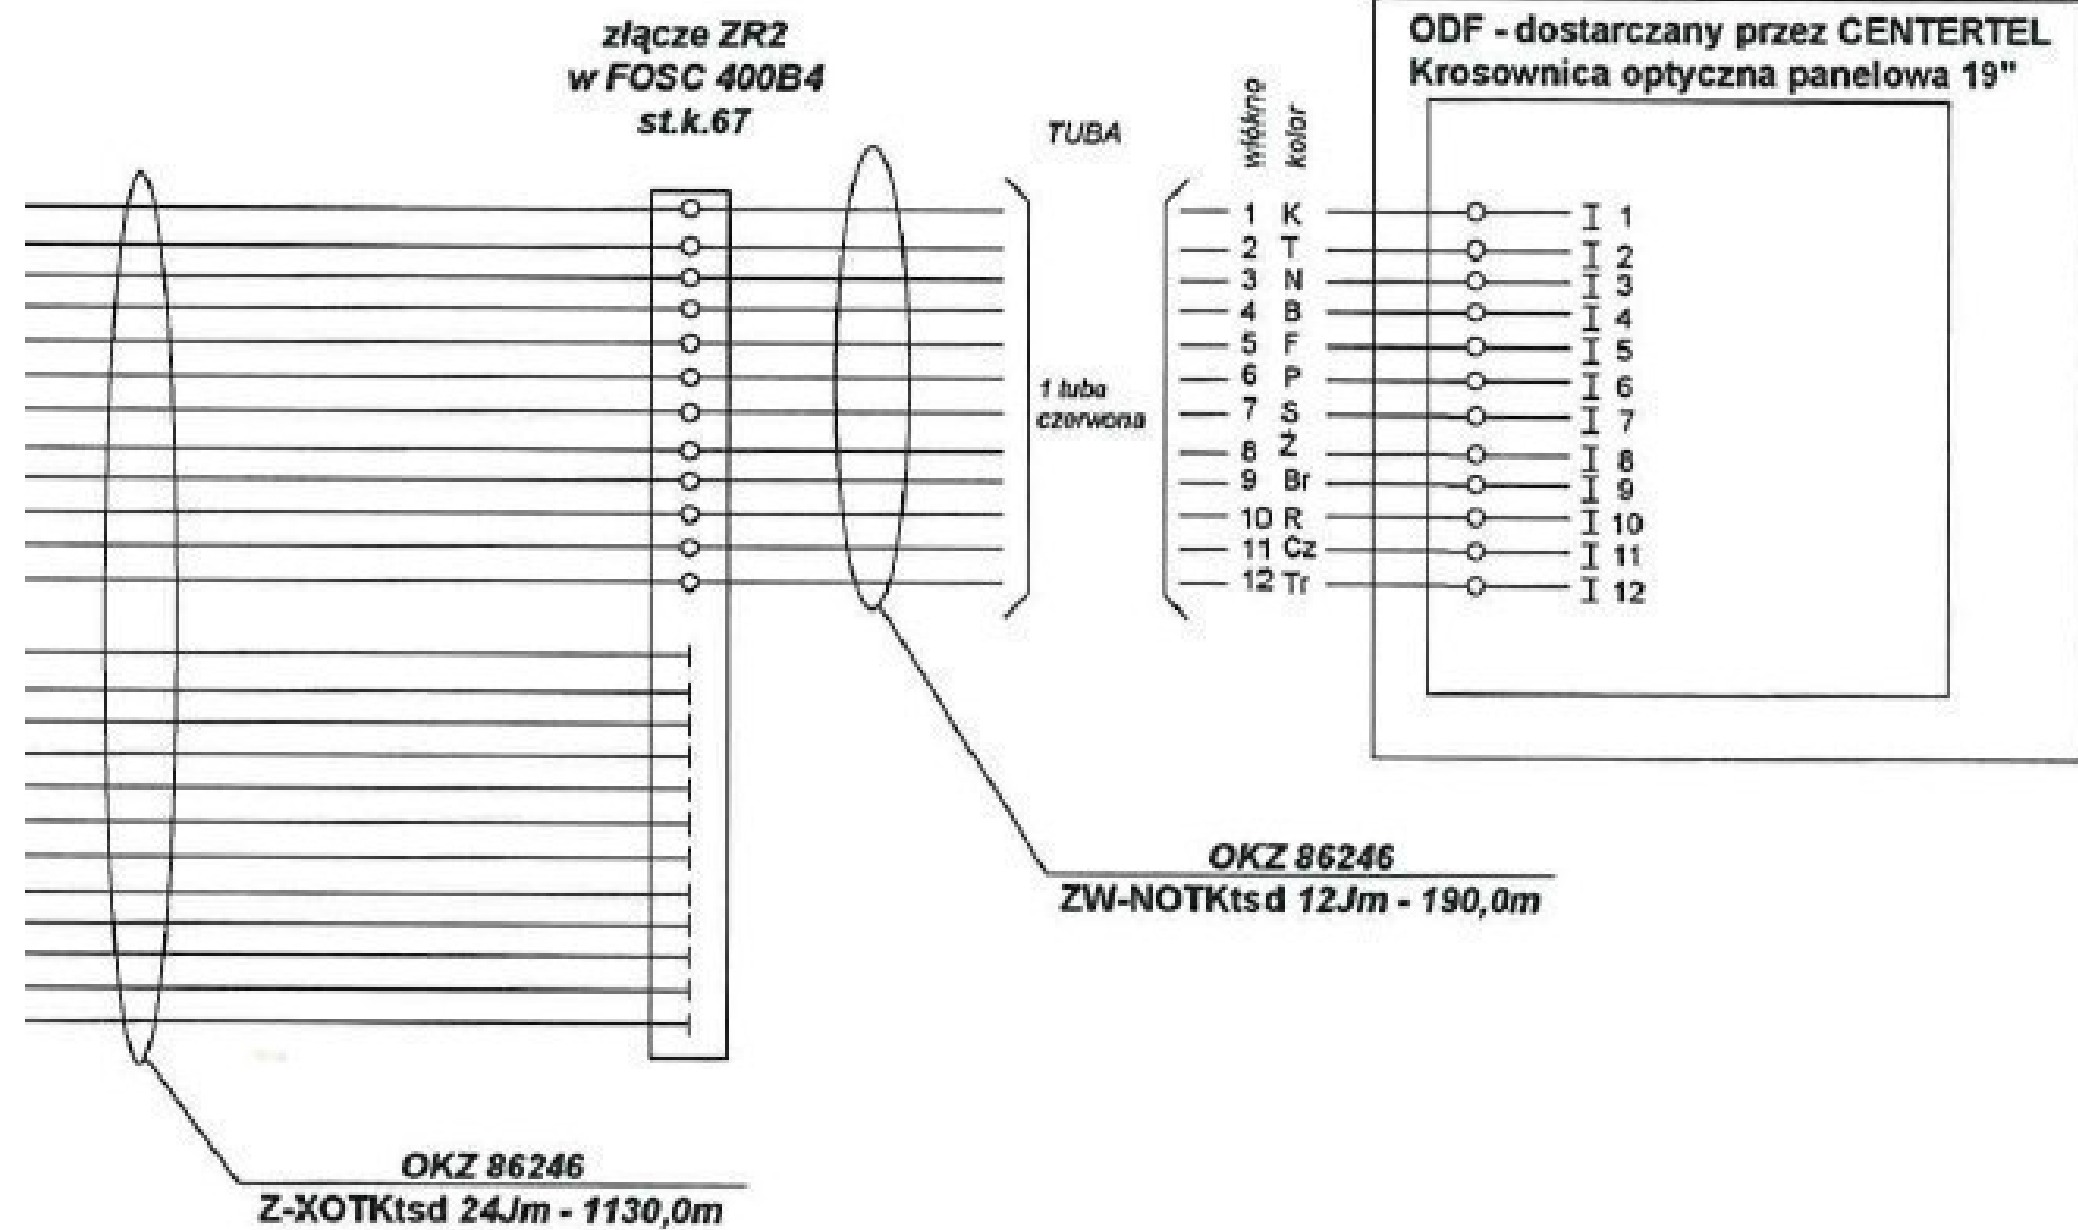 złącze ZR2
w FOSC 400B4
st.k.67
ODF - dostarczany przez CENTERTEL
Krosownica optyczna panelowa 19"
TUBA
włókno
kolor
1 K I 1
2 T I 2
3 N I 3
4 B I 4
5 F I 5
6 P I 6
7 S I 7
8 Ż I 8
9 Br I 9
10 R I 10
11 Cz I 11
12 Tr I 12
1 tuba
czerwona
OKZ 86246
ZW-NOTKtsd 12Jm - 190,0m
OKZ 86246
Z-XOTKtsd 24Jm - 1130,0m